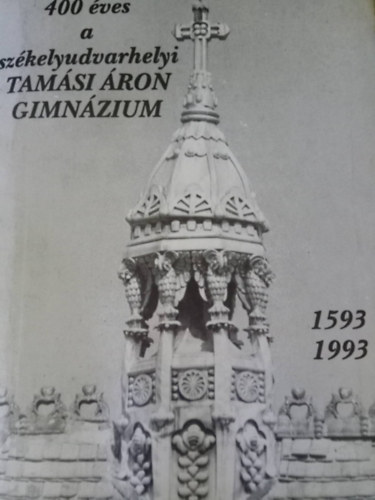 400 éves
a
székelyudvarhelyi
TAMÁSI ÁRON
GIMNÁZIUM
1593
1993